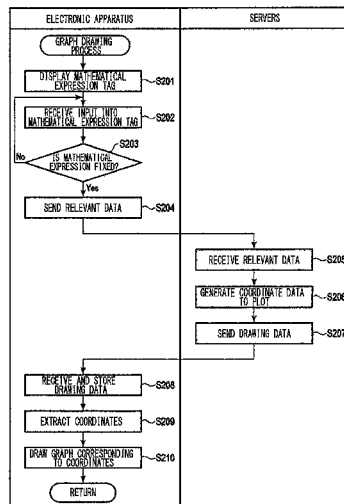 ELECTRONIC APPARATUS
SERVERS
GRAPH DRAWING
PROCESS
DISPLAY MATHEMATICAL
EXPRESSION TAG
S201
RECEIVE INPUT INTO
MATHEMATICAL EXPRESSION TAG
S202
S203
IS MATHEMATICAL
EXPRESSION FIXED?
No
Yes
SEND RELEVANT DATA
S204
RECEIVE RELEVANT DATA
S205
GENERATE COORDINATE DATA
TO PLOT
S206
SEND DRAWING DATA
S207
RECEIVE AND STORE
DRAWING DATA
S208
EXTRACT COORDINATES
S209
DRAW GRAPH CORRESPONDING
TO COORDINATES
S210
RETURN